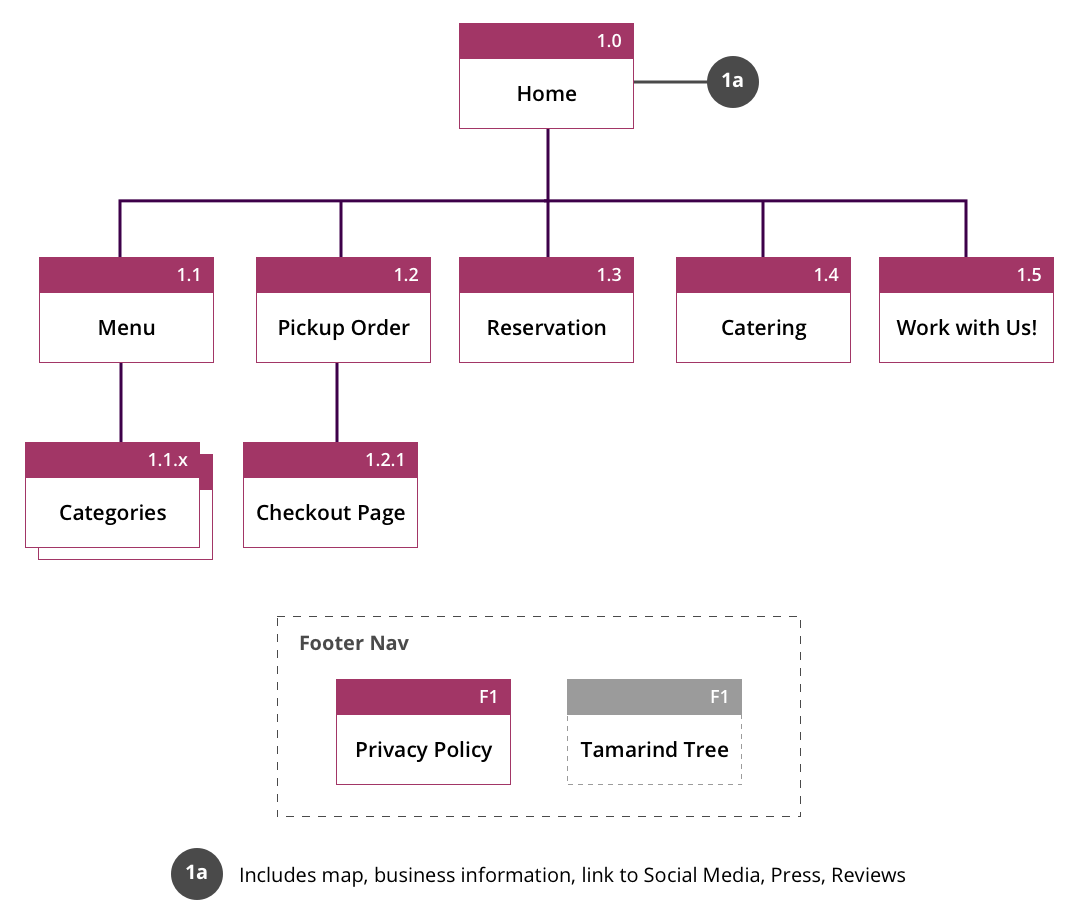 1.0
Home
1a
1.1
Menu
1.2
Pickup Order
1.3
Reservation
1.4
Catering
1.5
Work with Us!
1.1.x
Categories
1.2.1
Checkout Page
Footer Nav
F1
Privacy Policy
F1
Tamarind Tree
1a
Includes map, business information, link to Social Media, Press, Reviews